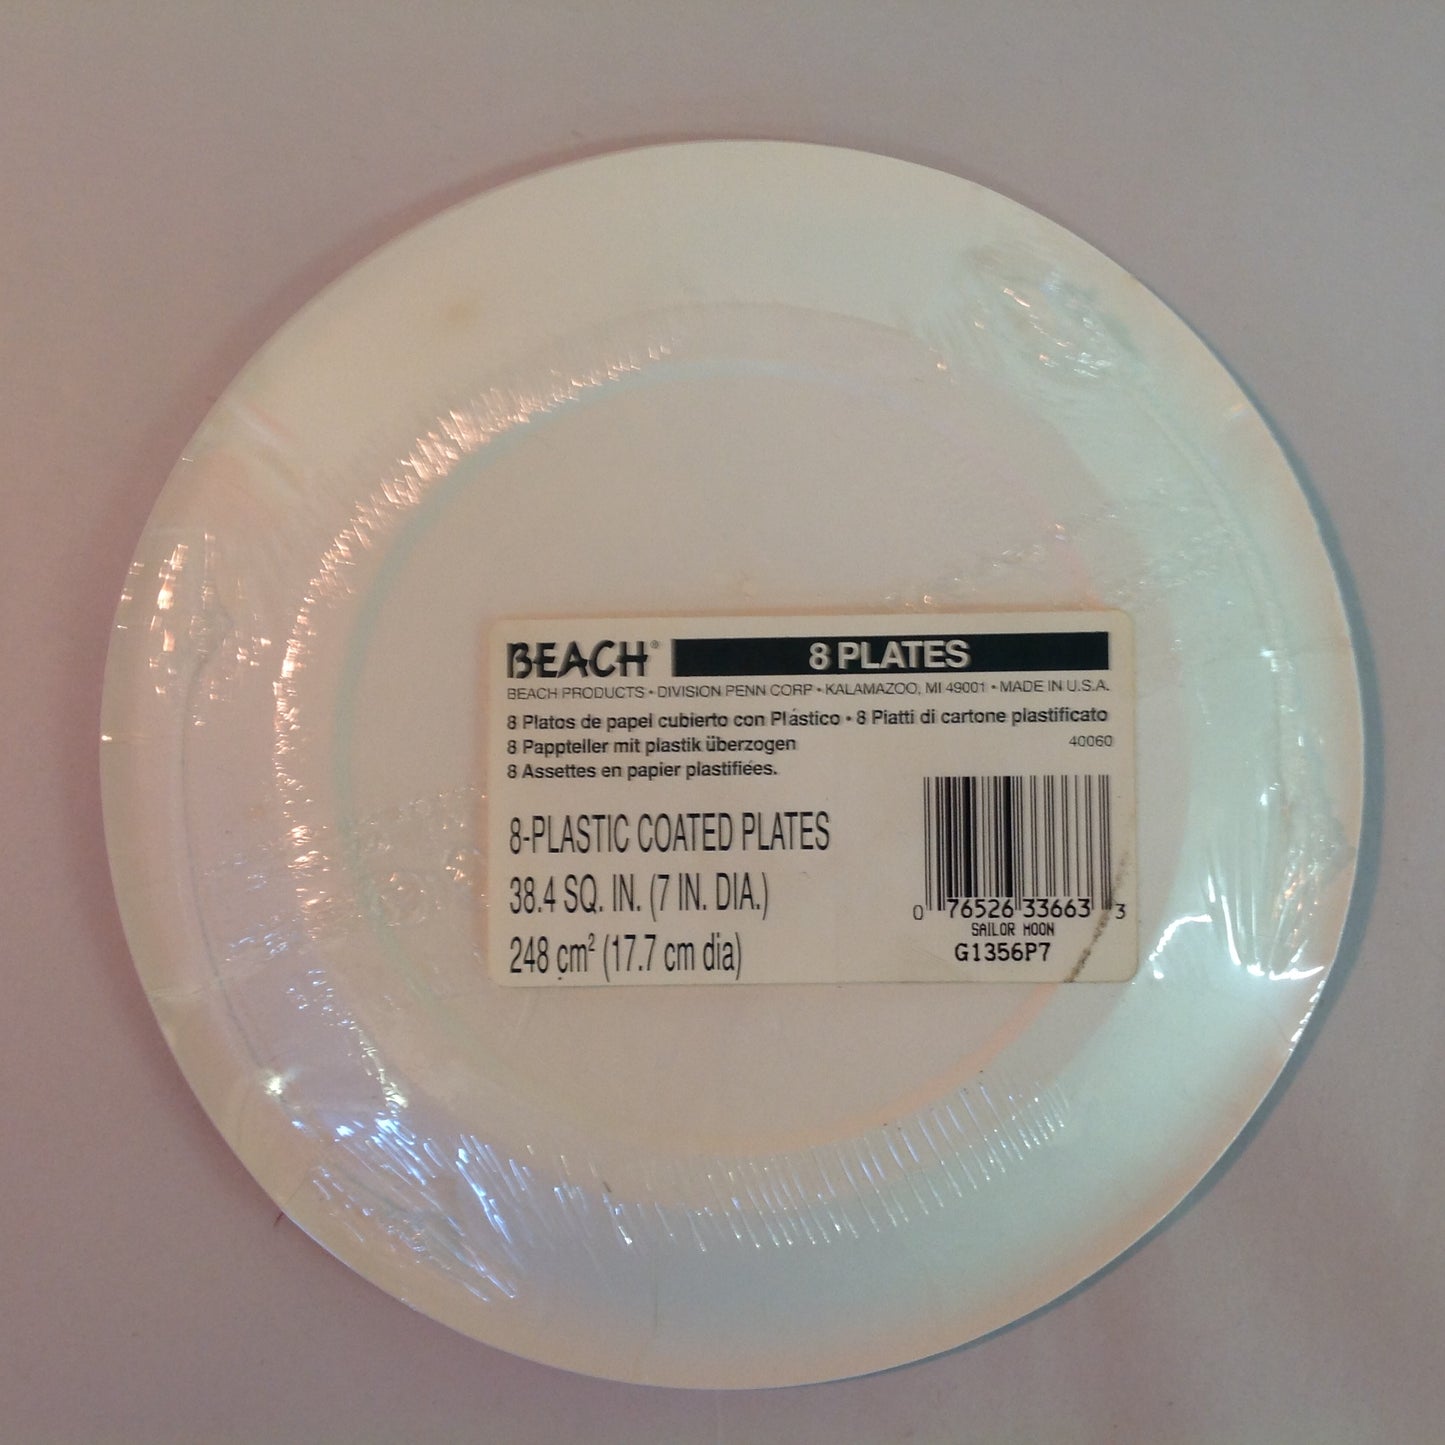 BEACH® 8 PLATES
BEACH PRODUCTS • DIVISION PENN CORP • KALAMAZOO, MI 49001 • MADE IN U.S.A.
8 Platos de papel cubierto con Plástico • 8 Piatti di cartone plastificato
8 Pappteller mit plastik überzogen 40060
8 Assettes en papier plastifiées.
8-PLASTIC COATED PLATES
38.4 SQ. IN. (7 IN. DIA.)
248 cm² (17.7 cm dia)
0 76526 33663 3
SAILOR MOON
G1356P7